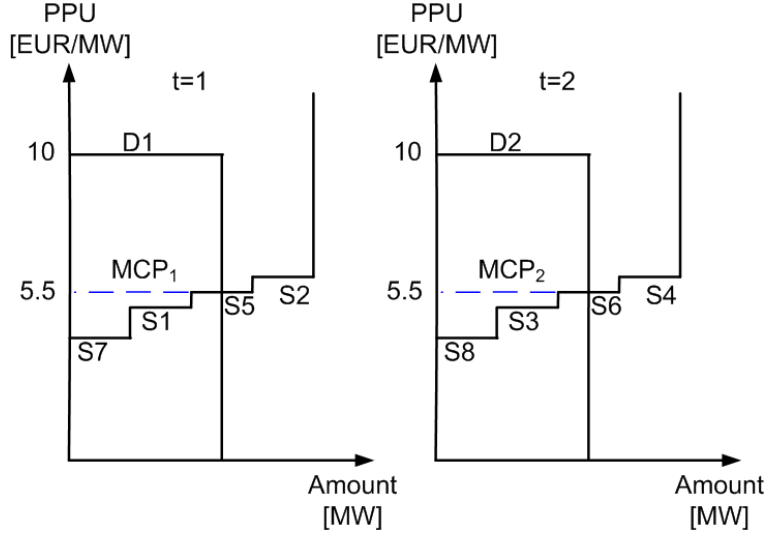 PPU
[EUR/MW]
t=1
10
D1
MCP₁
5.5
S5
S2
S1
S7
Amount
[MW]
PPU
[EUR/MW]
t=2
10
D2
MCP₂
5.5
S6
S4
S3
S8
Amount
[MW]